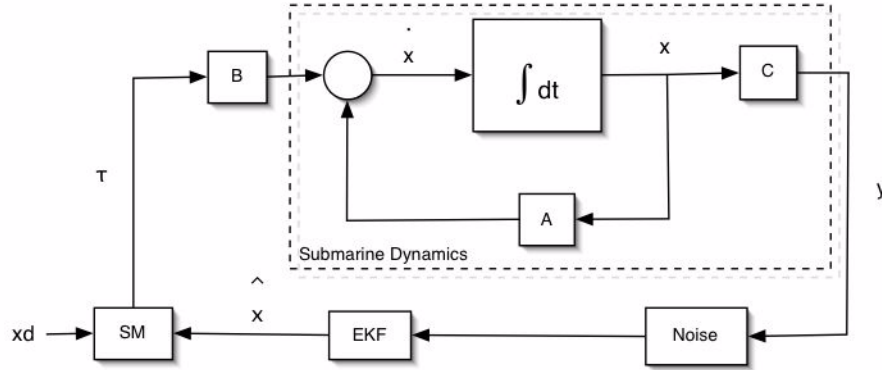 ẋ
x
B
∫ dt
C
τ
y
A
Submarine Dynamics
x̂
xd
SM
EKF
Noise